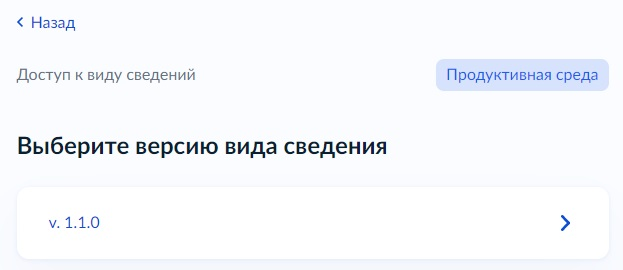 Назад
Доступ к виду сведений
Продуктивная среда
Выберите версию вида сведения
v. 1.1.0